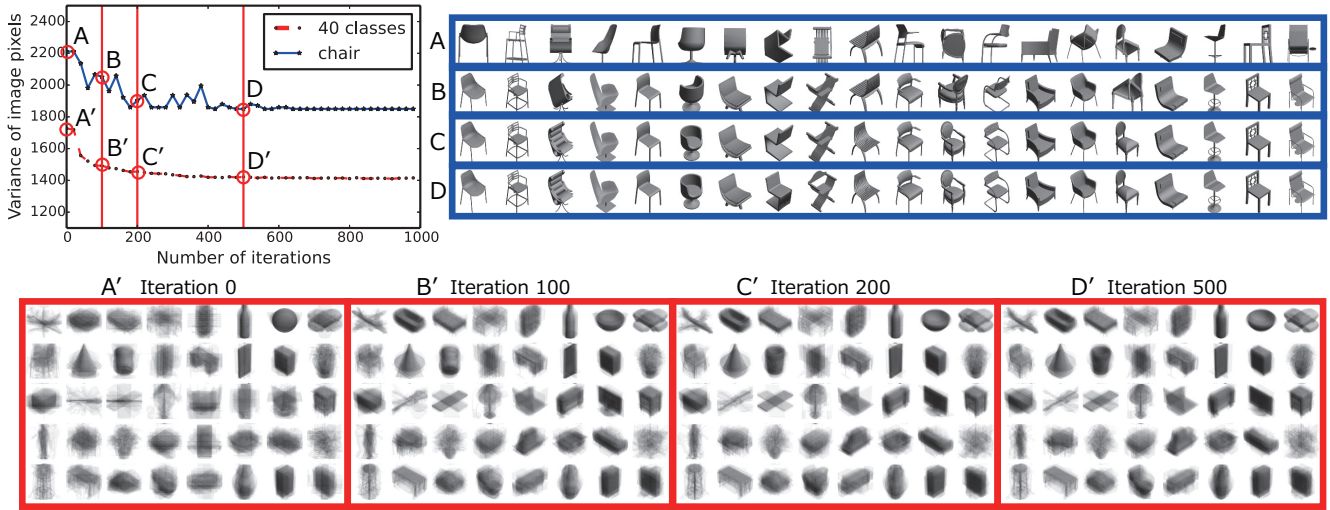 2400
2200
2000
1800
1600
1400
1200
Variance of image pixels
0
200
400
600
800
1000
Number of iterations
40 classes
chair
A
B
C
D
A′
B′
C′
D′
A
B
C
D
A′ Iteration 0
B′ Iteration 100
C′ Iteration 200
D′ Iteration 500